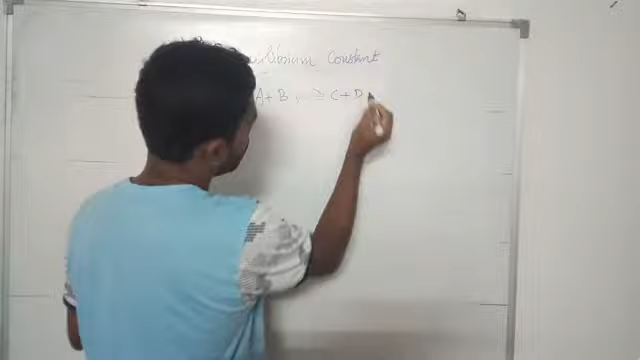 Constant
A + B ⇌ C + D